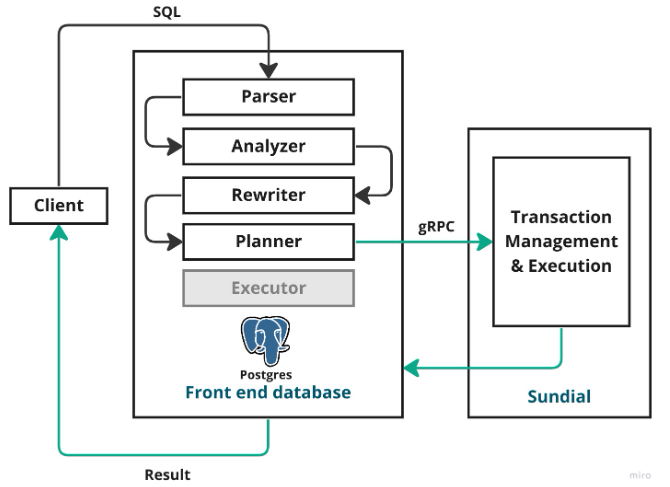 SQL
Parser
Analyzer
Rewriter
Client
Planner
gRPC
Transaction
Management
& Execution
Executor
Postgres
Front end database
Sundial
Result
miro